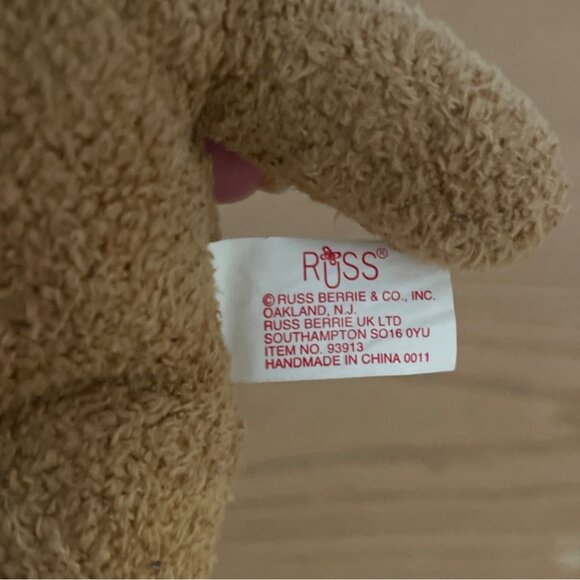 RUSS®
© RUSS BERRIE & CO., INC.
OAKLAND, N.J.
RUSS BERRIE UK LTD
SOUTHAMPTON SO16 0YU
ITEM NO. 93913
HANDMADE IN CHINA 0011